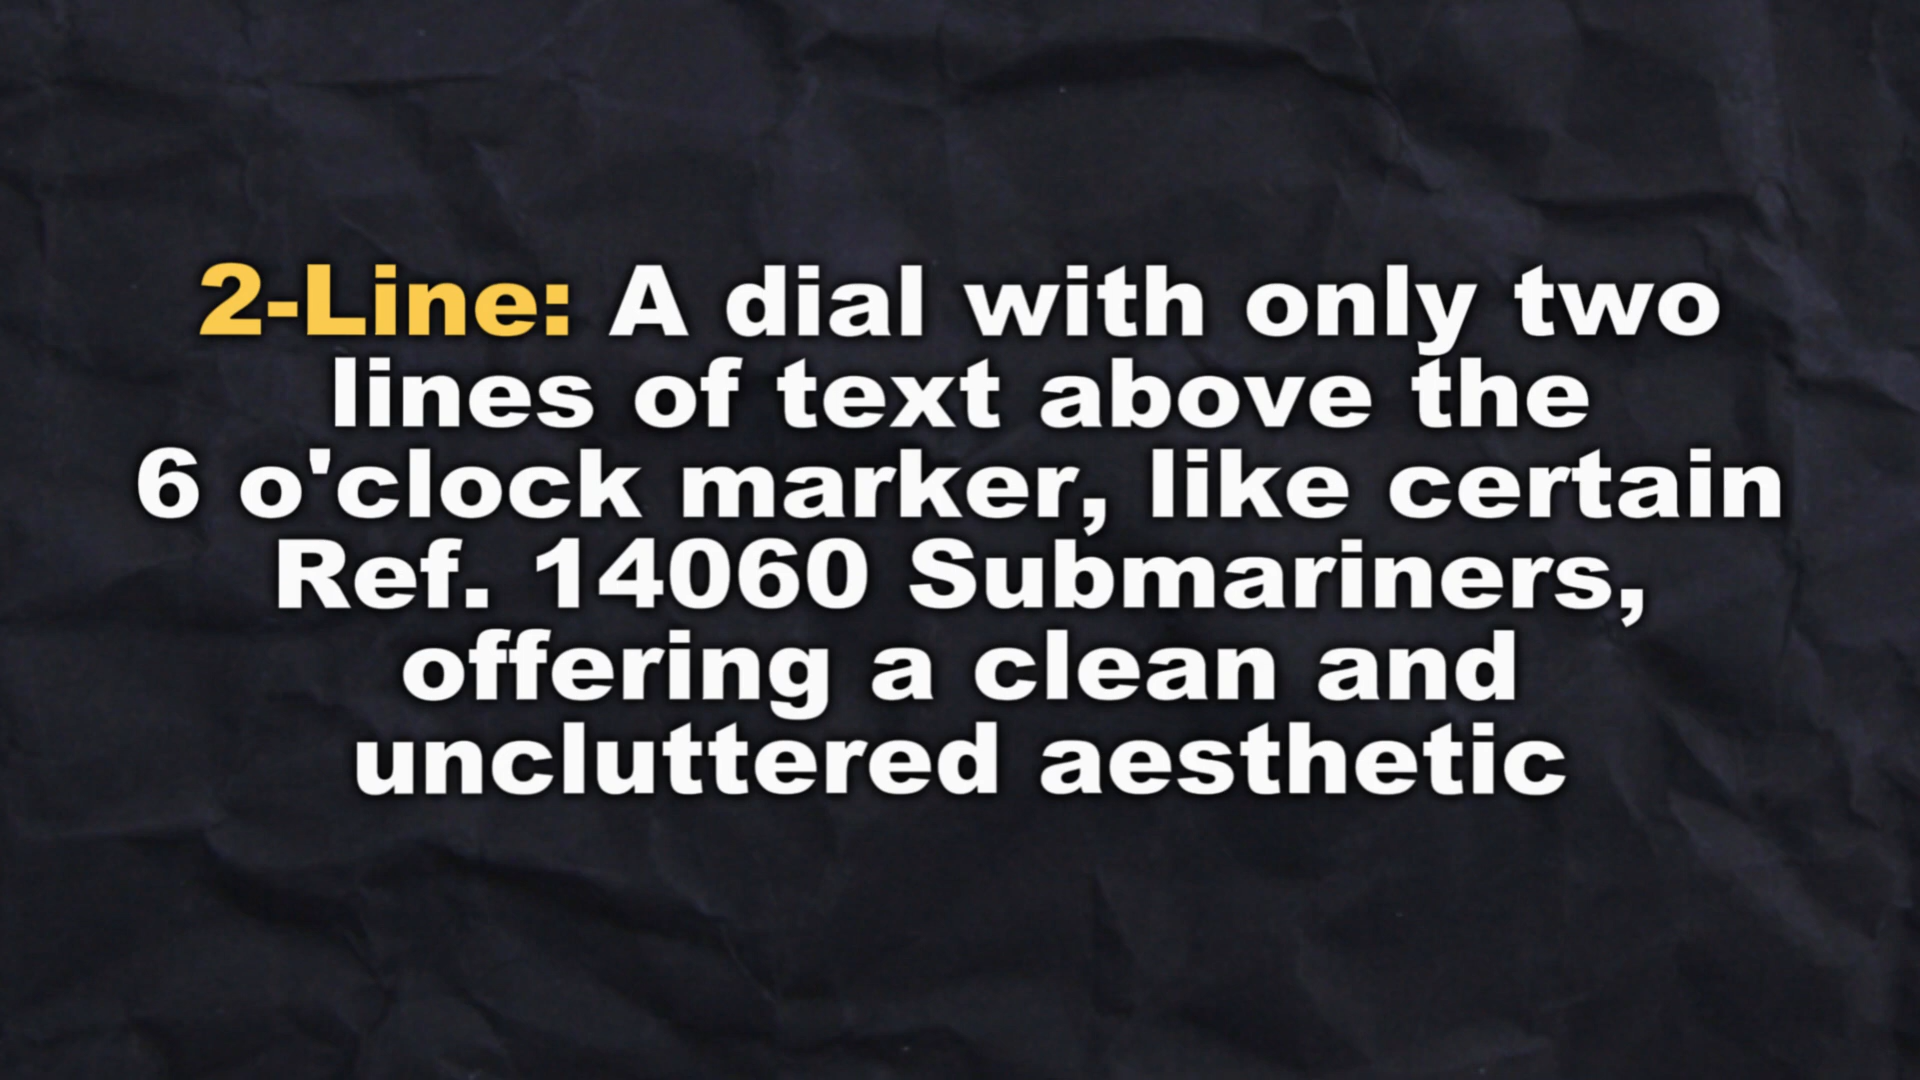 2-Line: A dial with only two
lines of text above the
6 o'clock marker, like certain
Ref. 14060 Submariners,
offering a clean and
uncluttered aesthetic